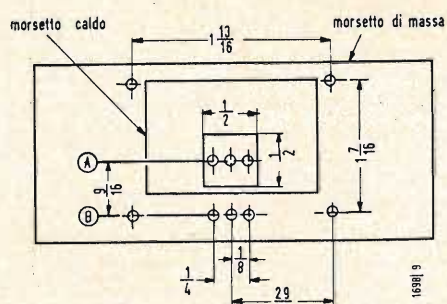 morsetto caldo
morsetto di massa
1 13/16
1/2
1/2
1 7/16
A
9/16
B
1/4
1/8
29
1698|9